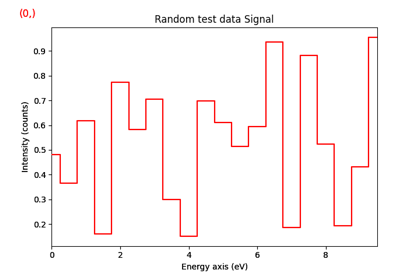 (0,)
Random test data Signal
Intensity (counts)
0.9
0.8
0.7
0.6
0.5
0.4
0.3
0.2
0 2 4 6 8
Energy axis (eV)